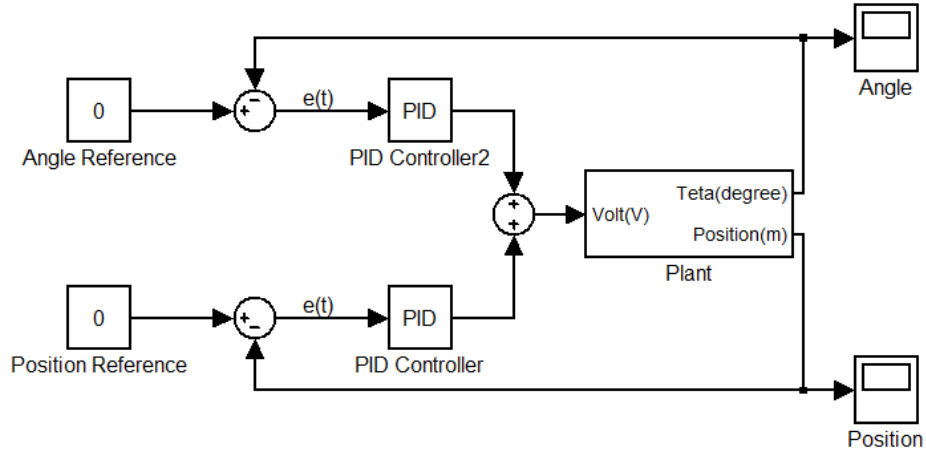 Angle
0
e(t)
PID
Angle Reference
PID Controller2
Teta(degree)
Volt(V)
Position(m)
Plant
0
e(t)
PID
Position Reference
PID Controller
Position